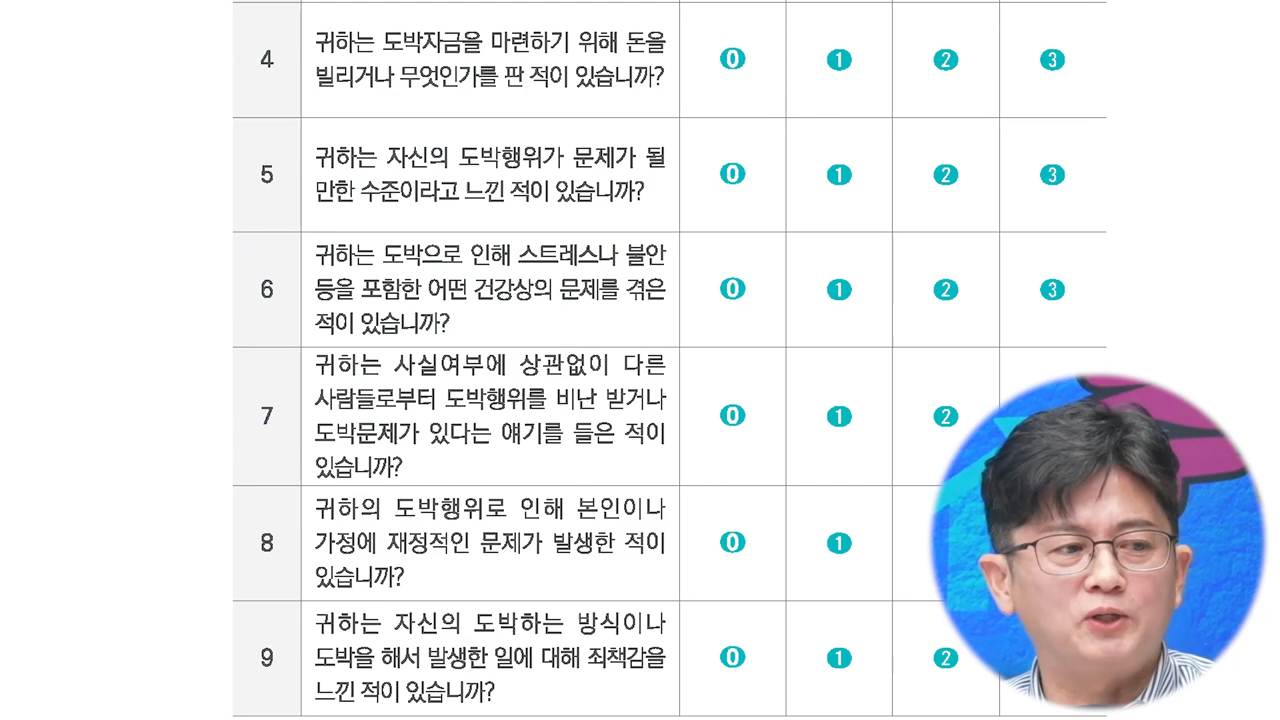 4
귀하는 도박자금을 마련하기 위해 돈을
빌리거나 무엇인가를 판 적이 있습니까?
0 1 2 3
5
귀하는 자신의 도박행위가 문제가 될
만한 수준이라고 느낀 적이 있습니까?
0 1 2 3
6
귀하는 도박으로 인해 스트레스나 불안
등을 포함한 어떤 건강상의 문제를 겪은
적이 있습니까?
0 1 2 3
7
귀하는 사실여부에 상관없이 다른
사람들로부터 도박행위를 비난 받거나
도박문제가 있다는 얘기를 들은 적이
있습니까?
0 1 2
8
귀하의 도박행위로 인해 본인이나
가정에 재정적인 문제가 발생한 적이
있습니까?
0 1
9
귀하는 자신의 도박하는 방식이나
도박을 해서 발생한 일에 대해 죄책감을
느낀 적이 있습니까?
0 1 2